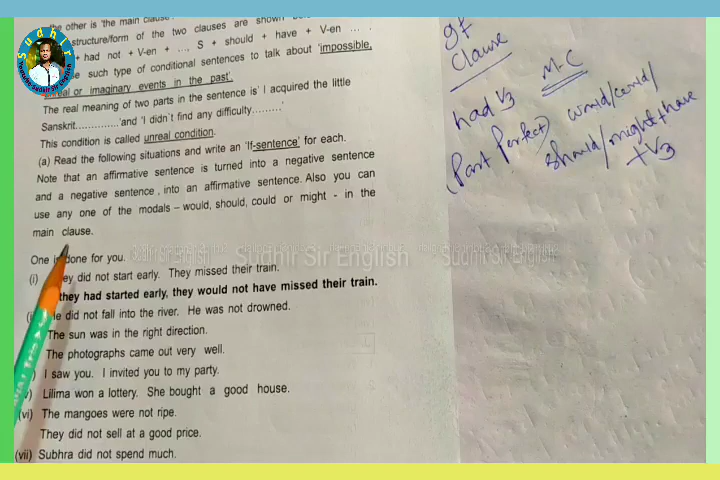 the other is 'the main clause
structure/form of the two clauses are shown
+ had not + V-en + ...., S + should + have + V-en ... .
such type of conditional sentences to talk about 'impossible,
unreal or imaginary events in the past'.
The real meaning of two parts in the sentence is' I acquired the little
Sanskrit..............'and 'I didn't find any difficulty.........'
This condition is called unreal condition.
(a) Read the following situations and write an 'If-sentence' for each.
Note that an affirmative sentence is turned into a negative sentence
and a negative sentence , into an affirmative sentence. Also you can
use any one of the modals – would, should, could or might - in the
main clause.
One is done for you.
(i) They did not start early. They missed their train.
they had started early, they would not have missed their train.
He did not fall into the river. He was not drowned.
The sun was in the right direction.
The photographs came out very well.
I saw you. I invited you to my party.
Lilima won a lottery. She bought a good house.
(vi) The mangoes were not ripe.
They did not sell at a good price.
(vii) Subhra did not spend much.
If
Clause
M.C
had V3
(Past Perfect)
would/could/
should/might+have
+V3
Sudhir
Sudhir Sir English
Sudhir Sir English
Sudhir Sir English